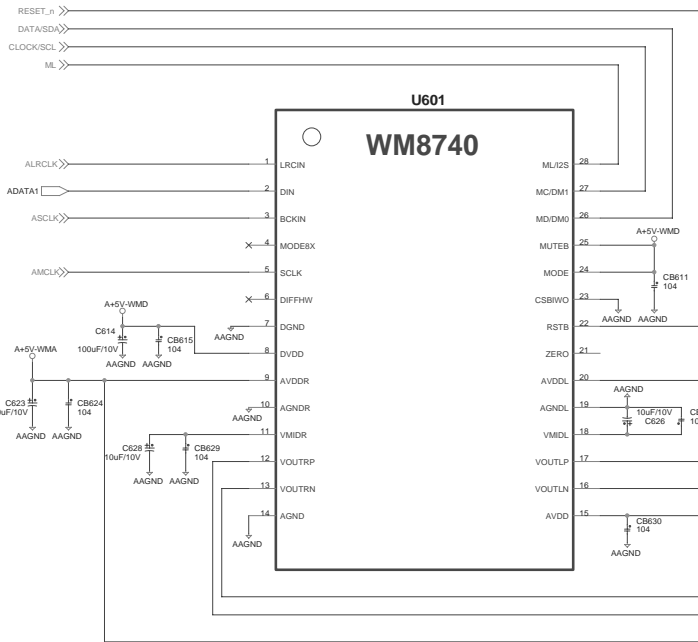 RESET_n
DATA/SDA
CLOCK/SCL
ML
U601
WM8740
ALRCLK
1
LRCIN
ML/I2S
28
ADATA1
2
DIN
MC/DM1
27
ASCLK
3
BCKIN
MD/DM0
26
4
MODE8X
MUTEB
25
A+5V-WMD
AMCLK
5
SCLK
MODE
24
CB611
104
6
DIFFHW
CSBIWO
23
AAGND
AAGND
A+5V-WMD
C614
100uF/10V
CB615
104
AAGND
AAGND
AAGND
7
DGND
RSTB
22
8
DVDD
ZERO
21
A+5V-WMA
9
AVDDR
AVDDL
20
C623
uF/10V
CB624
104
AAGND
AAGND
AAGND
10
AGNDR
AGNDL
19
AAGND
10uF/10V
C626
11
VMIDR
VMIDL
18
C628
10uF/10V
CB629
104
AAGND
AAGND
12
VOUTRP
VOUTLP
17
13
VOUTRN
VOUTLN
16
14
AGND
AVDD
15
AAGND
CB630
104
AAGND